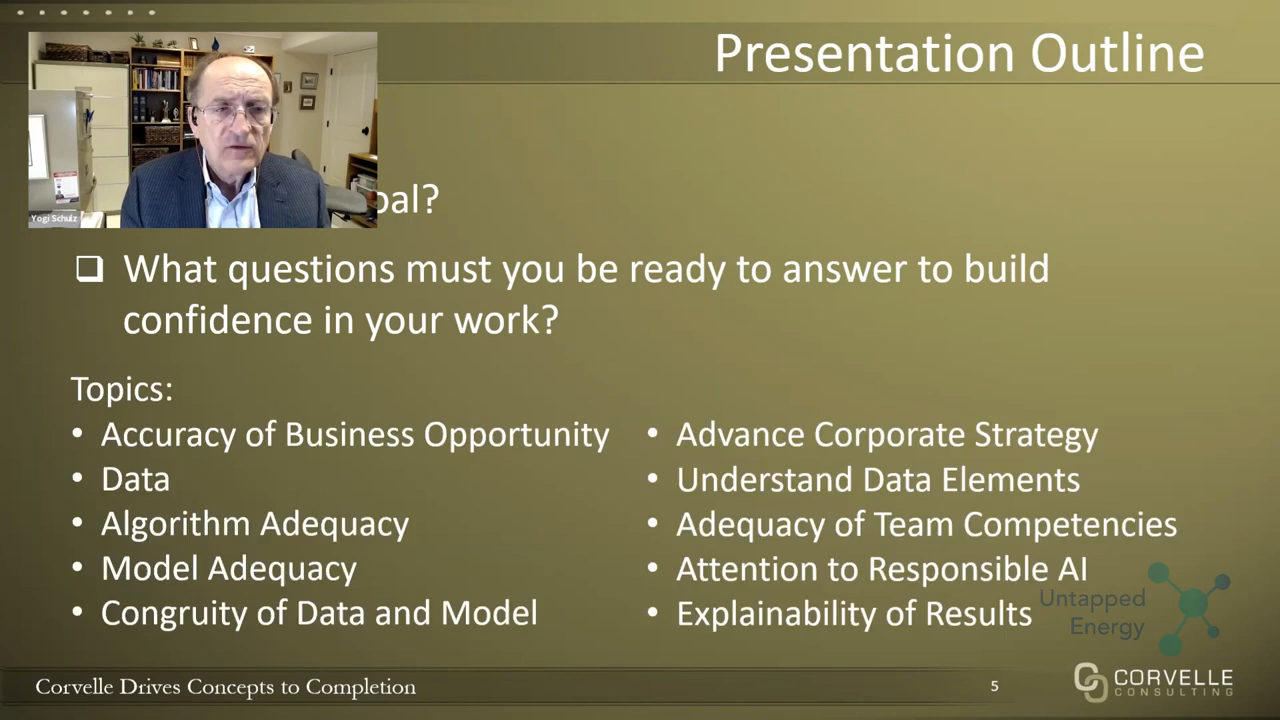 Presentation Outline
Yogi Schulz
oal?
❑ What questions must you be ready to answer to build
confidence in your work?
Topics:
• Accuracy of Business Opportunity
• Data
• Algorithm Adequacy
• Model Adequacy
• Congruity of Data and Model
• Advance Corporate Strategy
• Understand Data Elements
• Adequacy of Team Competencies
• Attention to Responsible AI
• Explainability of Results
Untapped
Energy
Corvelle Drives Concepts to Completion
5
CORVELLE
CONSULTING